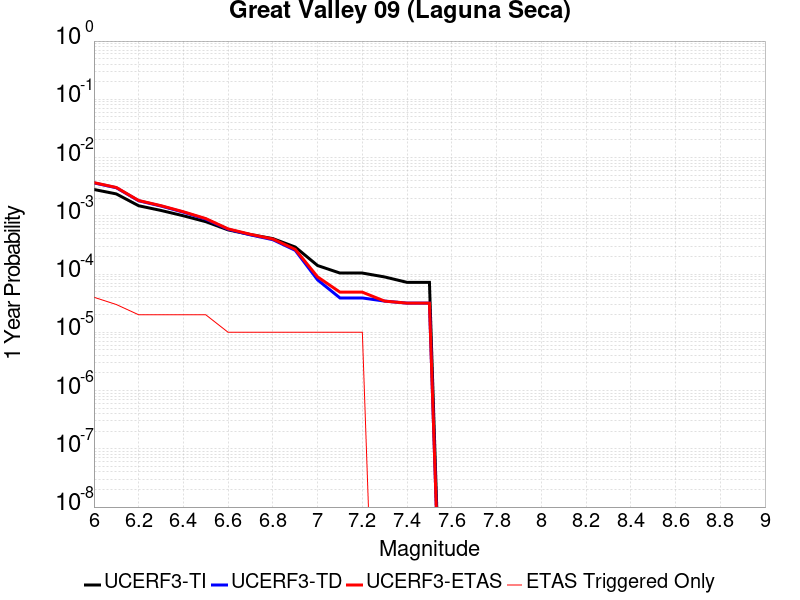 Great Valley 09 (Laguna Seca)
10^0
10^-1
10^-2
10^-3
10^-4
10^-5
10^-6
10^-7
10^-8
1 Year Probability
6 6.2 6.4 6.6 6.8 7 7.2 7.4 7.6 7.8 8 8.2 8.4 8.6 8.8 9
Magnitude
UCERF3-TI UCERF3-TD UCERF3-ETAS ETAS Triggered Only